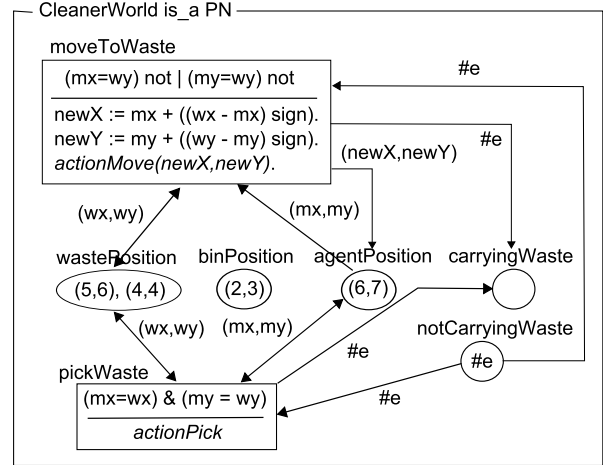 CleanerWorld is_a PN
moveToWaste
(mx=wy) not | (my=wy) not
#e
newX := mx + ((wx - mx) sign).
newY := my + ((wy - my) sign).
actionMove(newX,newY).
#e
(newX,newY)
(wx,wy)
(mx,my)
wastePosition
binPosition
agentPosition
carryingWaste
(5,6), (4,4)
(2,3)
(6,7)
(wx,wy)
(mx,my)
notCarryingWaste
#e
#e
pickWaste
#e
(mx=wx) & (my = wy)
actionPick